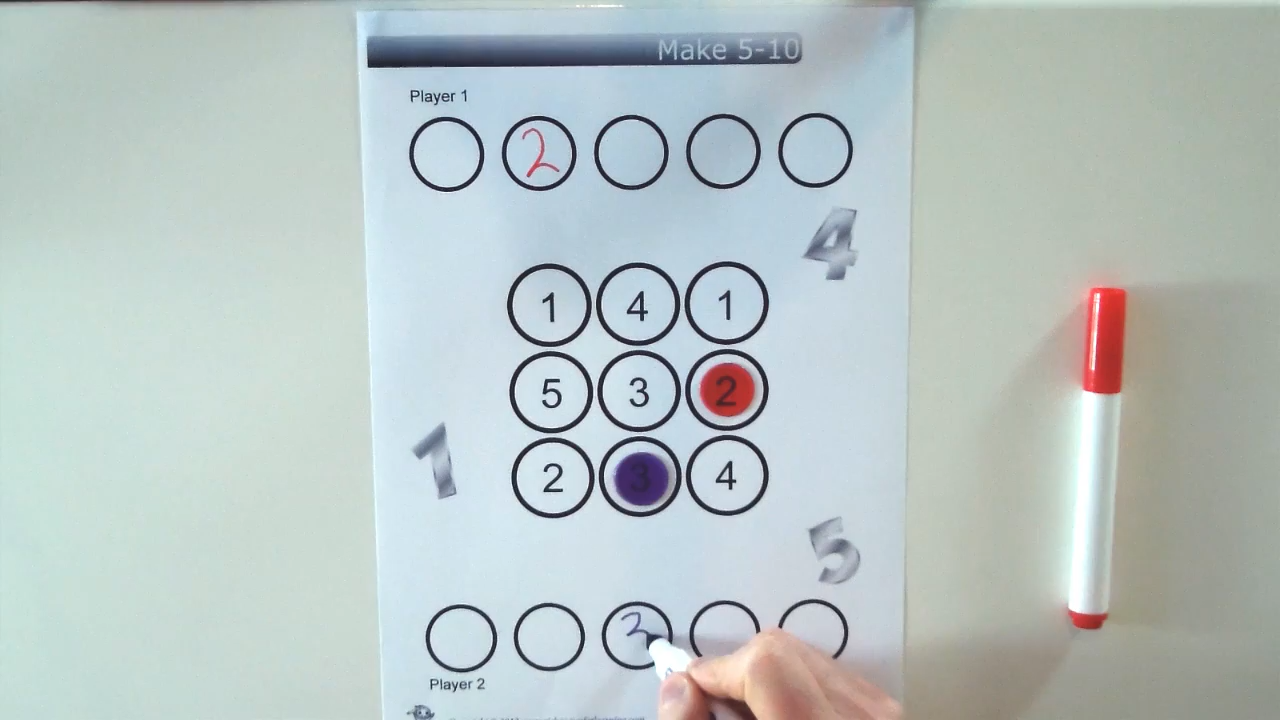 Make 5-10
Player 1
2
4
1 4 1
5 3 2
1
2 3 4
5
3
Player 2